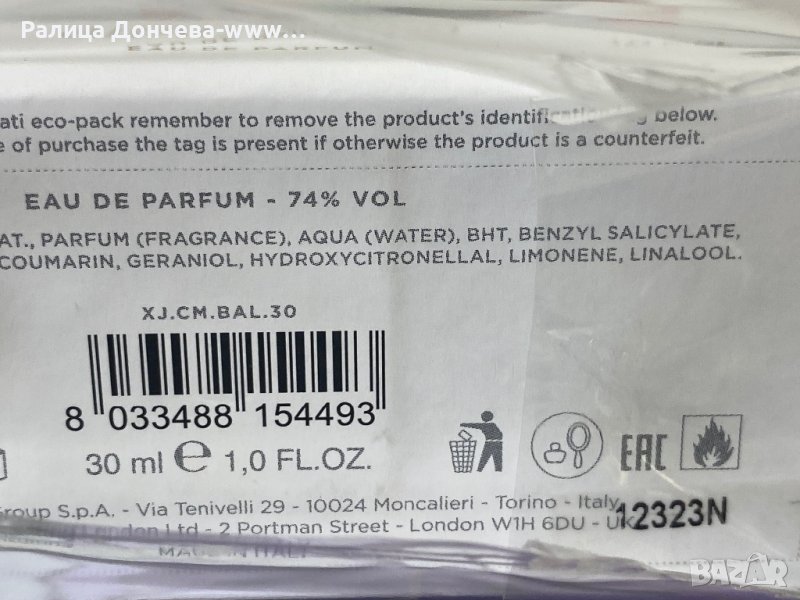 Ралица Дончева-www...
EAU DE PARFUM
ati eco-pack remember to remove the product's below.
e of purchase the tag is present if otherwise the product is a counterfeit.
EAU DE PARFUM - 74% VOL
AT., PARFUM (FRAGRANCE), AQUA (WATER), BHT, BENZYL SALICYLATE,
COUMARIN, GERANIOL, HYDROXYCITRONELLAL, LIMONENE, LINALOOL.
XJ.CM.BAL.30
8 033488 154493
30 ml e 1,0 FL.OZ.
EAC
Group S.p.A. - Via Tenivelli 29 - 10024 Moncalieri - Torino - Italy
London Ltd - 2 Portman Street - London W1H 6DU - UK
12323N
MADE IN ITALY
BAZAR